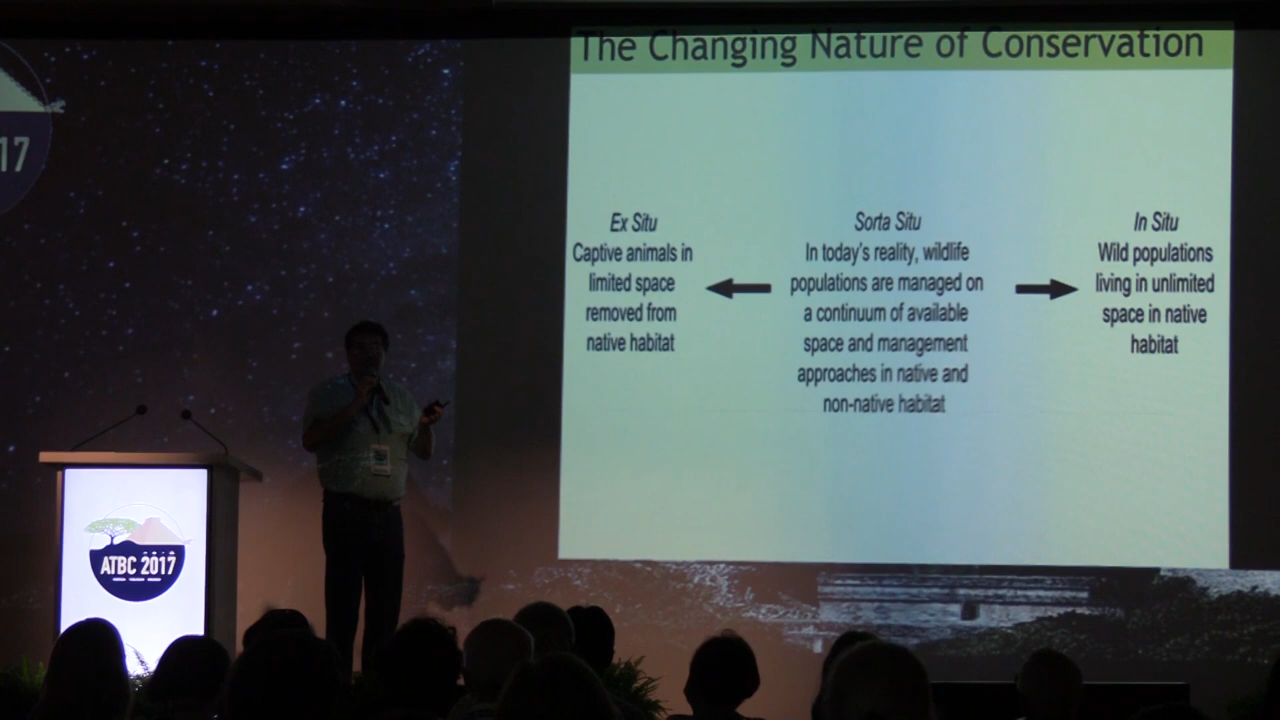 The Changing Nature of Conservation
17
Ex Situ
Captive animals in
limited space
removed from
native habitat
Sorta Situ
In today's reality, wildlife
populations are managed on
a continuum of available
space and management
approaches in native and
non-native habitat
In Situ
Wild populations
living in unlimited
space in native
habitat
ATBC 2017